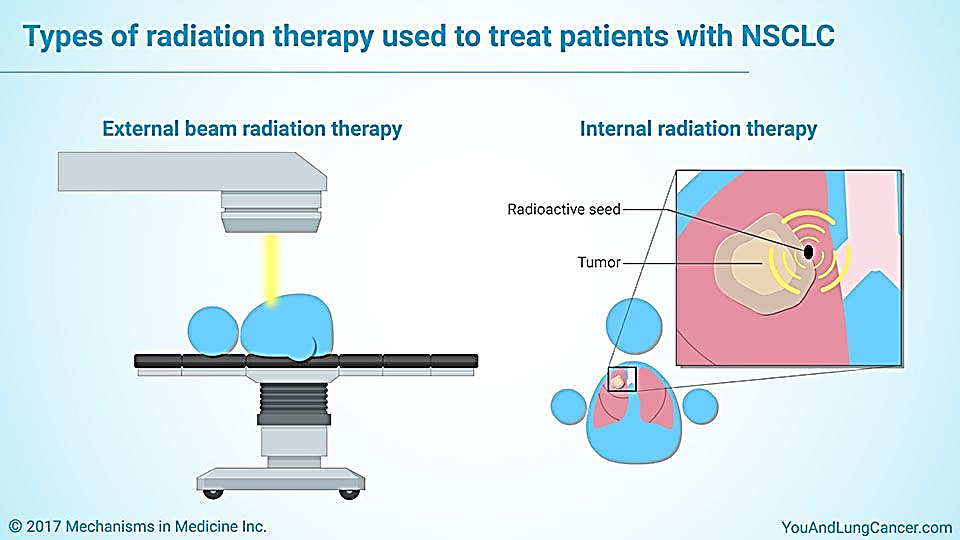 Types of radiation therapy used to treat patients with NSCLC
External beam radiation therapy
Internal radiation therapy
Radioactive seed
Tumor
© 2017 Mechanisms in Medicine Inc.
YouAndLungCancer.com